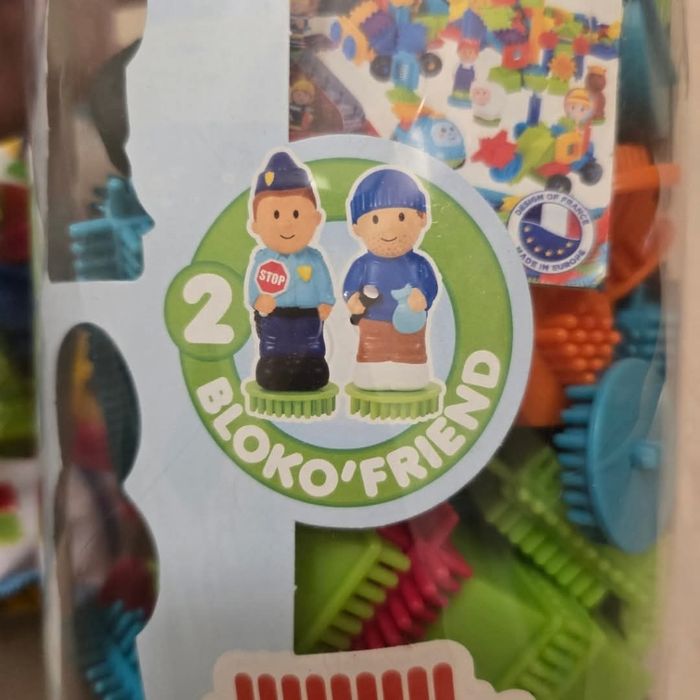 STOP
2
BLOKO'FRIEND
DESIGN OF FRANCE
MADE IN EUROPE